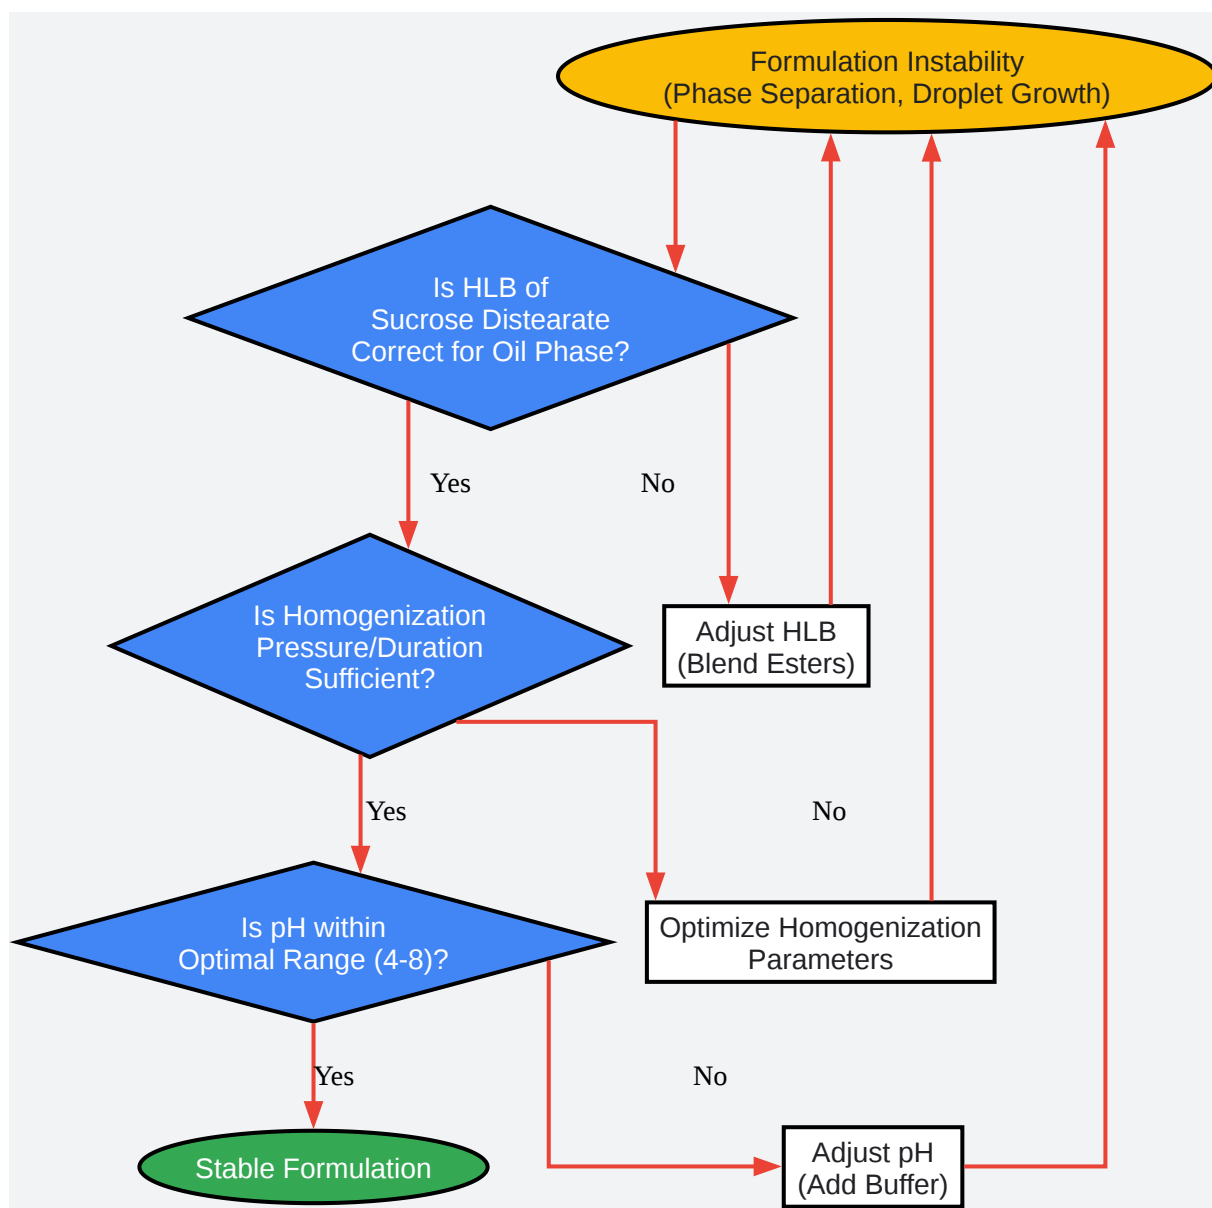 Formulation Instability
(Phase Separation, Droplet Growth)
Is HLB of
Sucrose Distearate
Correct for Oil Phase?
Yes
No
Is Homogenization
Pressure/Duration
Sufficient?
Adjust HLB
(Blend Esters)
Yes
No
Is pH within
Optimal Range (4-8)?
Optimize Homogenization
Parameters
Yes
No
Stable Formulation
Adjust pH
(Add Buffer)